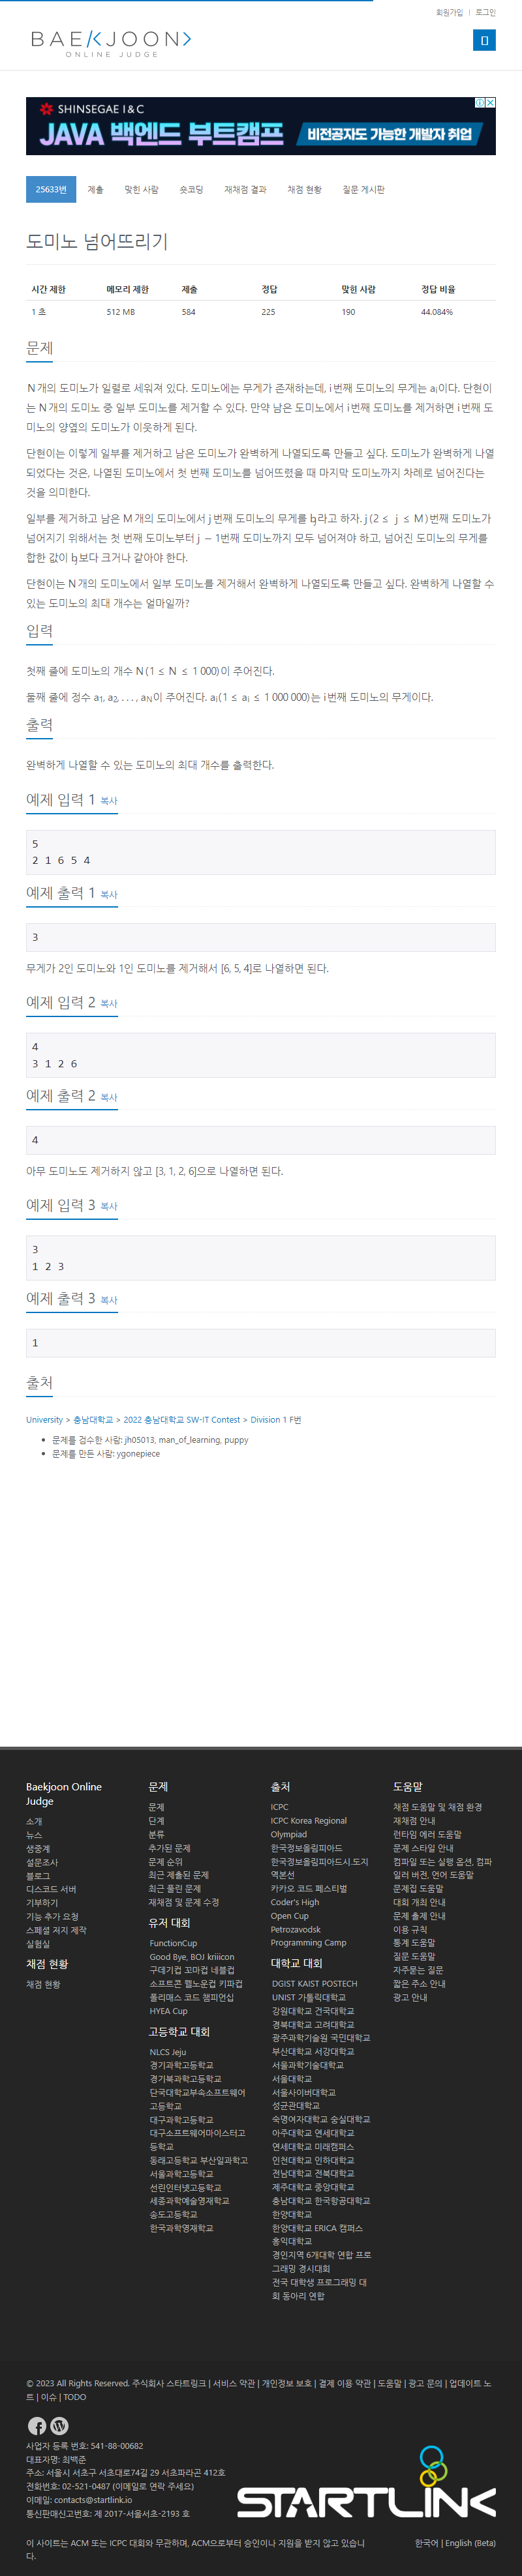 회원가입 | 로그인
BAEKJOON
ONLINE JUDGE
SHINSEGAE I&C
JAVA 백엔드 부트캠프 비전공자도 가능한 개발자 취업
25633번 제출 맞힌 사람 숏코딩 재채점 결과 채점 현황 질문 게시판
도미노 넘어뜨리기
시간 제한 메모리 제한 제출 정답 맞힌 사람 정답 비율
1 초 512 MB 584 225 190 44.084%
문제
N개의 도미노가 일렬로 세워져 있다. 도미노에는 무게가 존재하는데, i번째 도미노의 무게는 aᵢ이다. 단현이
는 N개의 도미노 중 일부 도미노를 제거할 수 있다. 만약 남은 도미노에서 i번째 도미노를 제거하면 i번째 도
미노의 양옆의 도미노가 이웃하게 된다.
단현이는 이렇게 일부를 제거하고 남은 도미노가 완벽하게 나열되도록 만들고 싶다. 도미노가 완벽하게 나열
되었다는 것은, 나열된 도미노에서 첫 번째 도미노를 넘어뜨렸을 때 마지막 도미노까지 차례로 넘어진다는
것을 의미한다.
일부를 제거하고 남은 M개의 도미노에서 j번째 도미노의 무게를 bⱼ라고 하자. j(2 ≤ j ≤ M)번째 도미노가
넘어지기 위해서는 첫 번째 도미노부터 j − 1번째 도미노까지 모두 넘어져야 하고, 넘어진 도미노의 무게를
합한 값이 bⱼ보다 크거나 같아야 한다.
단현이는 N개의 도미노에서 일부 도미노를 제거해서 완벽하게 나열되도록 만들고 싶다. 완벽하게 나열할 수
있는 도미노의 최대 개수는 얼마일까?
입력
첫째 줄에 도미노의 개수 N(1 ≤ N ≤ 1 000)이 주어진다.
둘째 줄에 정수 a₁, a₂, . . . , aN이 주어진다. aᵢ(1 ≤ aᵢ ≤ 1 000 000)는 i번째 도미노의 무게이다.
출력
완벽하게 나열할 수 있는 도미노의 최대 개수를 출력한다.
예제 입력 1 복사
5
2 1 6 5 4
예제 출력 1 복사
3
무게가 2인 도미노와 1인 도미노를 제거해서 [6, 5, 4]로 나열하면 된다.
예제 입력 2 복사
4
3 1 2 6
예제 출력 2 복사
4
아무 도미노도 제거하지 않고 [3, 1, 2, 6]으로 나열하면 된다.
예제 입력 3 복사
3
1 2 3
예제 출력 3 복사
1
출처
University > 충남대학교 > 2022 충남대학교 SW-IT Contest > Division 1 F번
문제를 검수한 사람: jh05013, man_of_learning, puppy
문제를 만든 사람: ygonepiece
Baekjoon Online
Judge
소개
뉴스
생중계
설문조사
블로그
디스코드 서버
기부하기
기능 추가 요청
스페셜 저지 제작
실험실
채점 현황
채점 현황
문제
문제
단계
분류
추가된 문제
문제 순위
최근 제출된 문제
최근 풀린 문제
재채점 및 문제 수정
유저 대회
FunctionCup
Good Bye, BOJ kriiicon
구데기컵 꼬마컵 네블컵
소프트콘 웰노운컵 키파컵
폴리매스 코드 챔피언십
HYEA Cup
고등학교 대회
NLCS Jeju
경기과학고등학교
경기북과학고등학교
단국대학교부속소프트웨어
고등학교
대구과학고등학교
대구소프트웨어마이스터고
등학교
동래고등학교 부산일과학고
서울과학고등학교
선린인터넷고등학교
세종과학예술영재학교
송도고등학교
한국과학영재학교
출처
ICPC
ICPC Korea Regional
Olympiad
한국정보올림피아드
한국정보올림피아드시.도지
역본선
카카오 코드 페스티벌
Coder's High
Open Cup
Petrozavodsk
Programming Camp
대학교 대회
DGIST KAIST POSTECH
UNIST 가톨릭대학교
강원대학교 건국대학교
경북대학교 고려대학교
광주과학기술원 국민대학교
부산대학교 서강대학교
서울과학기술대학교
서울대학교
서울사이버대학교
성균관대학교
숙명여자대학교 숭실대학교
아주대학교 연세대학교
연세대학교 미래캠퍼스
인천대학교 인하대학교
전남대학교 전북대학교
제주대학교 중앙대학교
충남대학교 한국항공대학교
한양대학교
한양대학교 ERICA 캠퍼스
홍익대학교
경인지역 6개대학 연합 프로
그래밍 경시대회
전국 대학생 프로그래밍 대
회 동아리 연합
도움말
채점 도움말 및 채점 환경
재채점 안내
런타임 에러 도움말
문제 스타일 안내
컴파일 또는 실행 옵션, 컴파
일러 버전, 언어 도움말
문제집 도움말
대회 개최 안내
문제 출제 안내
이용 규칙
통계 도움말
질문 도움말
자주묻는 질문
짧은 주소 안내
광고 안내
© 2023 All Rights Reserved. 주식회사 스타트링크 | 서비스 약관 | 개인정보 보호 | 결제 이용 약관 | 도움말 | 광고 문의 | 업데이트 노
트 | 이슈 | TODO
사업자 등록 번호: 541-88-00682
대표자명: 최백준
주소: 서울시 서초구 서초대로74길 29 서초파라곤 412호
전화번호: 02-521-0487 (이메일로 연락 주세요)
이메일: contacts@startlink.io
통신판매신고번호: 제 2017-서울서초-2193 호
STARTLINK
이 사이트는 ACM 또는 ICPC 대회와 무관하며, ACM으로부터 승인이나 지원을 받지 않고 있습니
다.
한국어 | English (Beta)